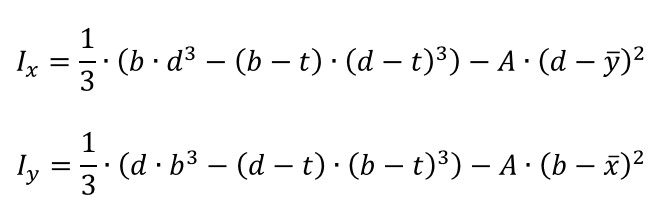 I_x = 1/3 · (b · d³ − (b − t) · (d − t)³) − A · (d − ȳ)²
I_y = 1/3 · (d · b³ − (d − t) · (b − t)³) − A · (b − x̄)²